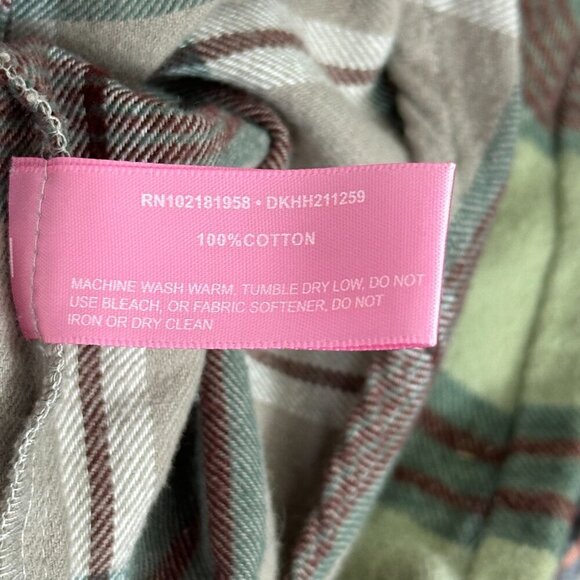 RN102181958 • DKHH211259
100%COTTON
MACHINE WASH WARM. TUMBLE DRY LOW, DO NOT
USE BLEACH, OR FABRIC SOFTENER, DO NOT
IRON OR DRY CLEAN